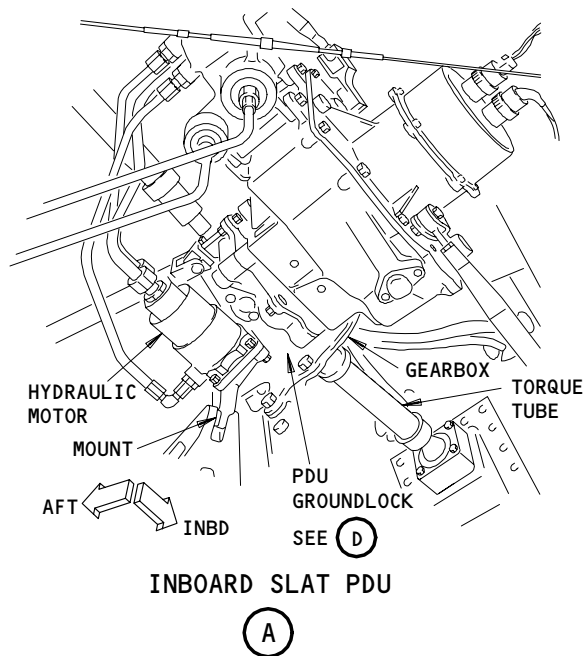 GEARBOX
TORQUE
TUBE
HYDRAULIC
MOTOR
MOUNT
PDU
GROUNDLOCK
SEE D
AFT
INBD
INBOARD SLAT PDU
A